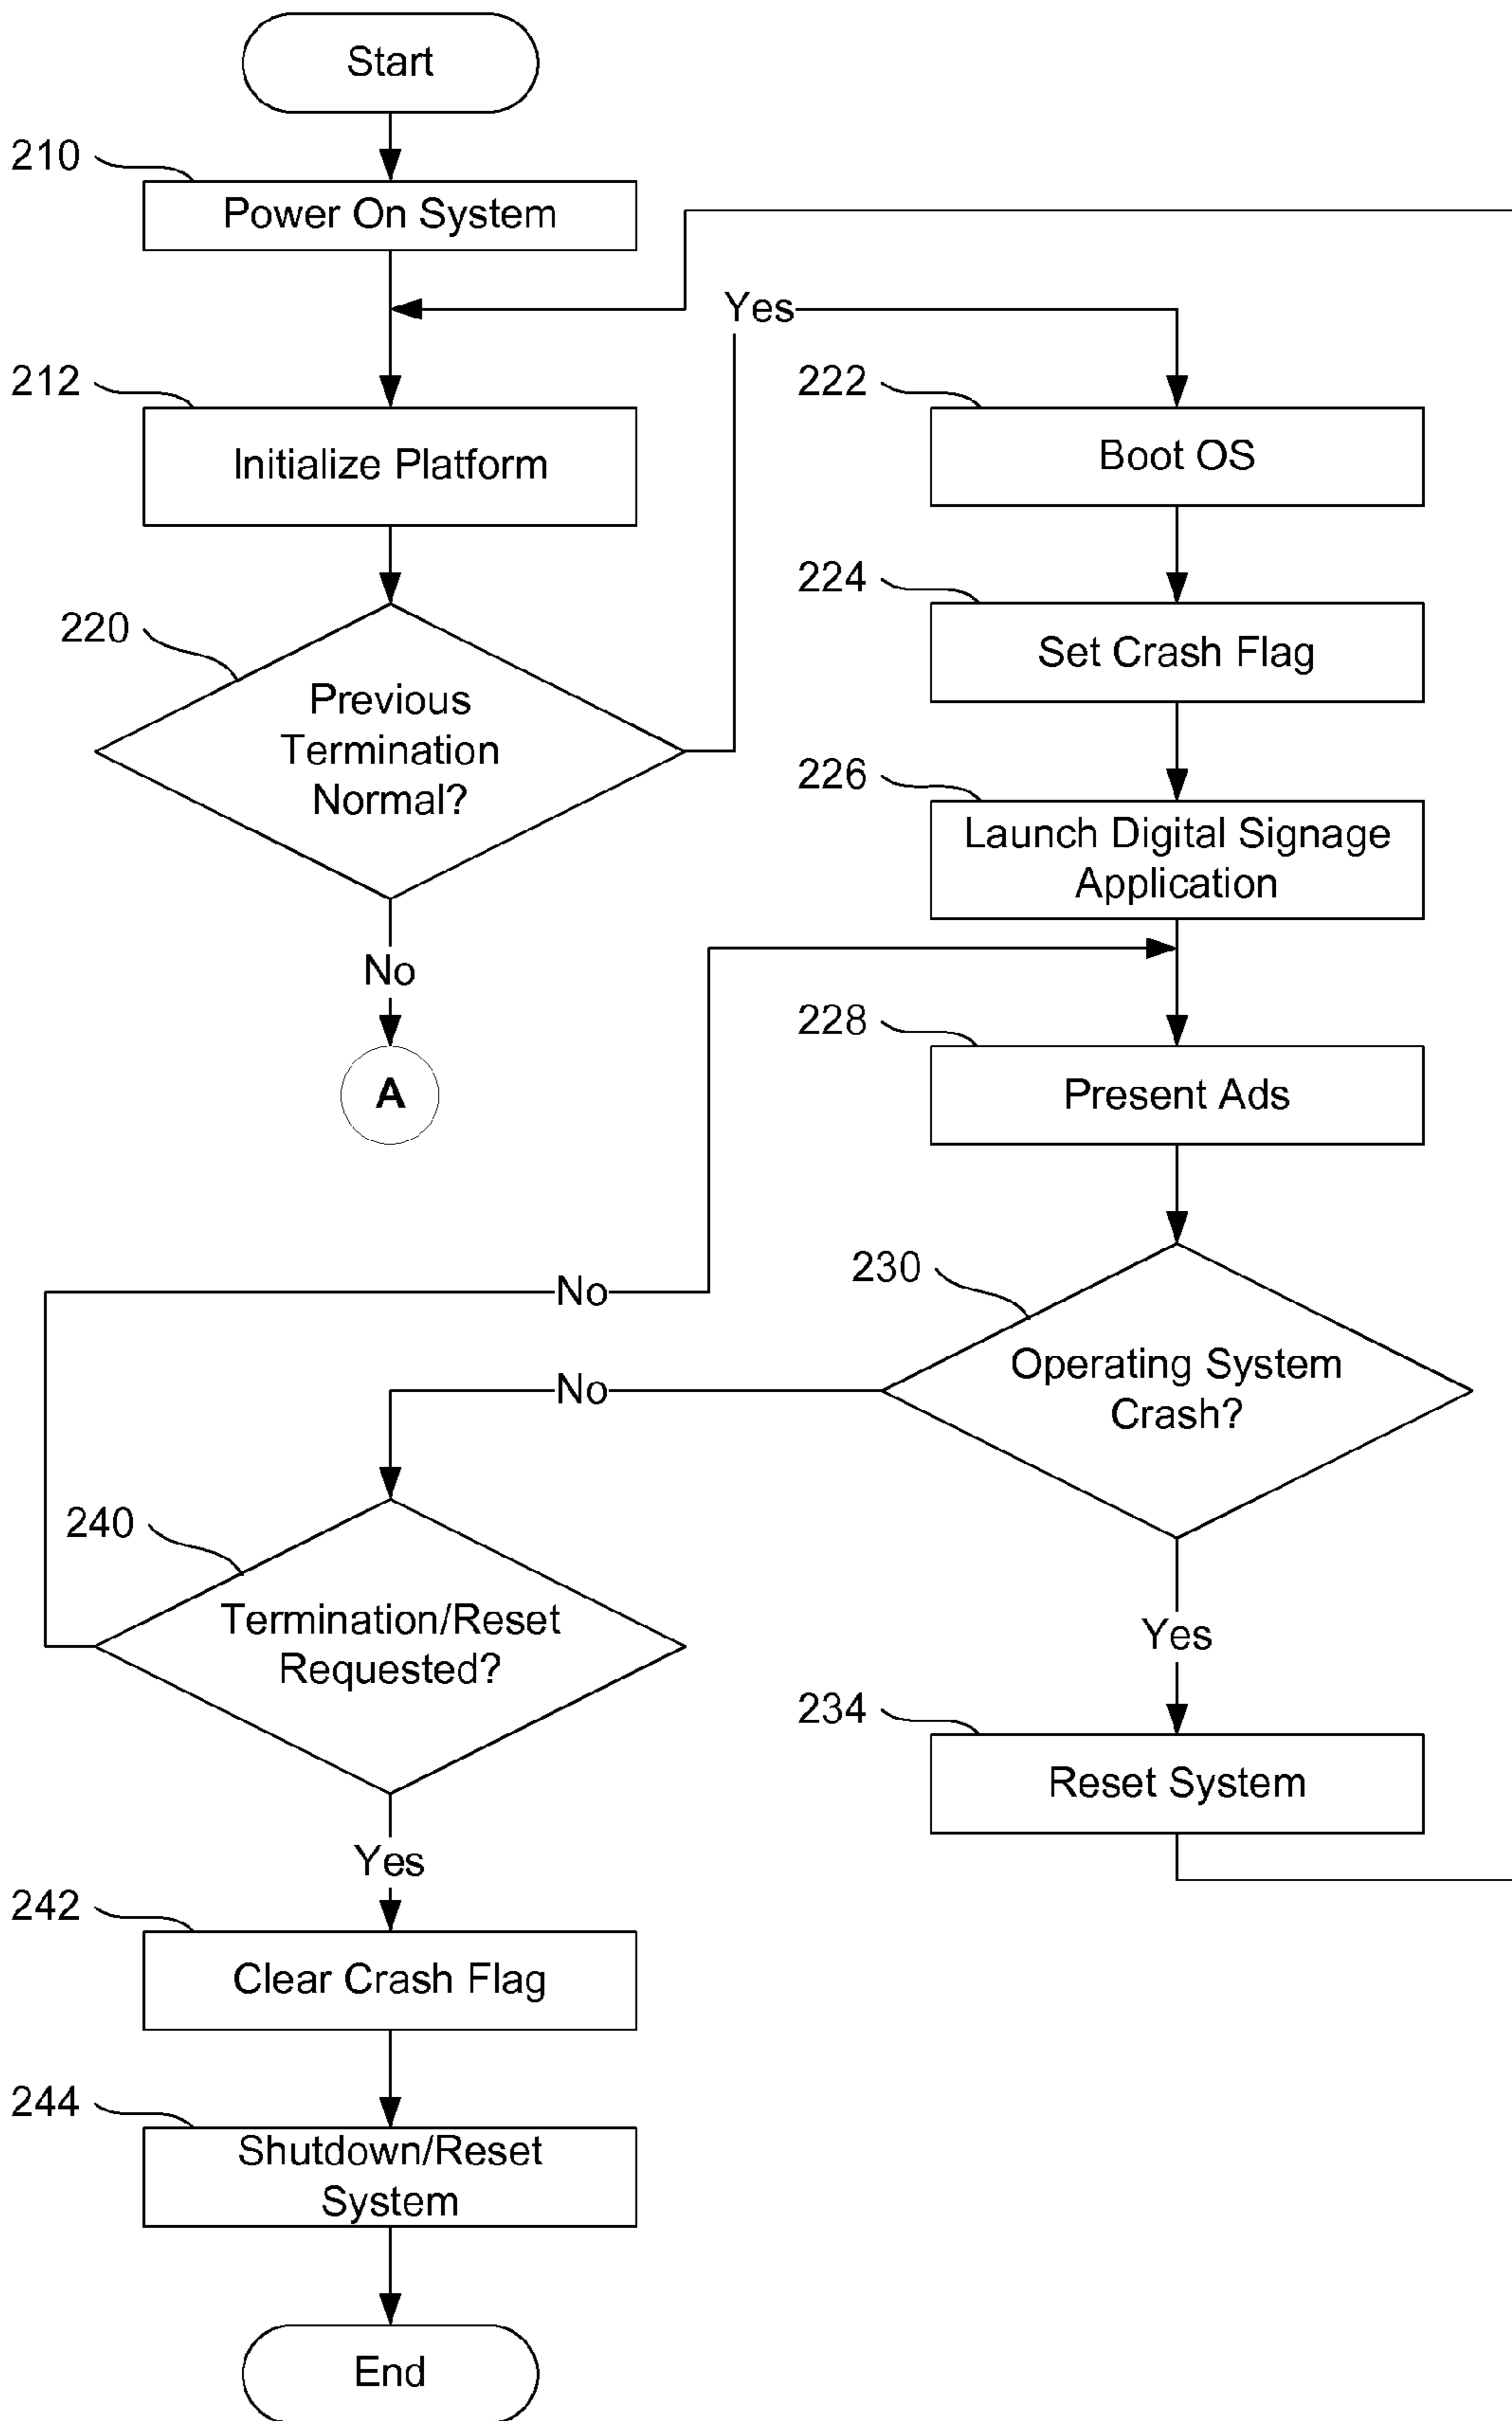 Start
210
Power On System
Yes
212
Initialize Platform
222
Boot OS
220
Previous
Termination
Normal?
224
Set Crash Flag
226
Launch Digital Signage
Application
No
A
228
Present Ads
230
Operating System
Crash?
No
No
240
Termination/Reset
Requested?
Yes
234
Reset System
Yes
242
Clear Crash Flag
244
Shutdown/Reset
System
End